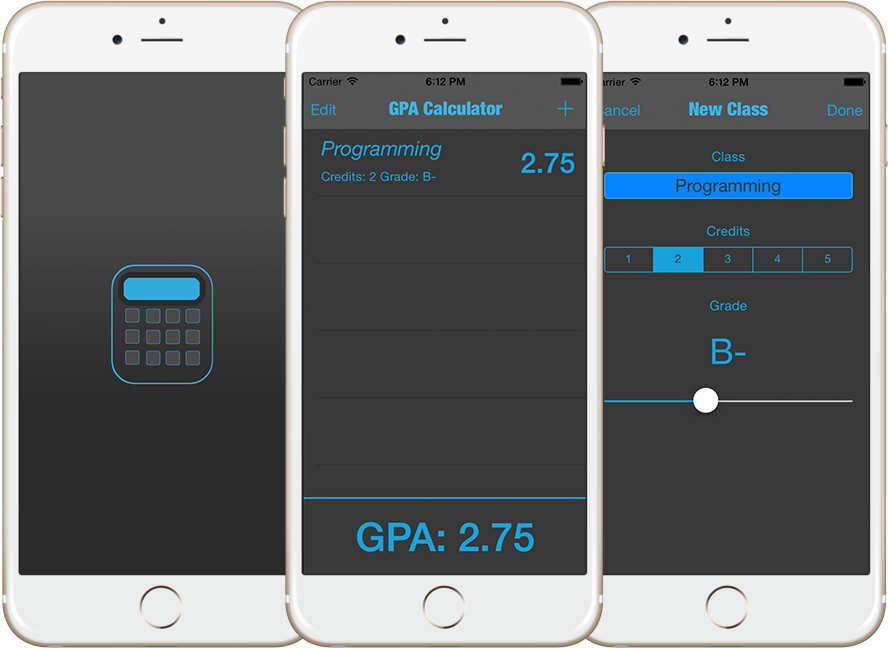 Carrier 6:12 PM
Edit GPA Calculator +
Programming
2.75
Credits: 2 Grade: B-
GPA: 2.75
rrier 6:12 PM
ancel New Class Done
Class
Programming
Credits
1 2 3 4 5
Grade
B-